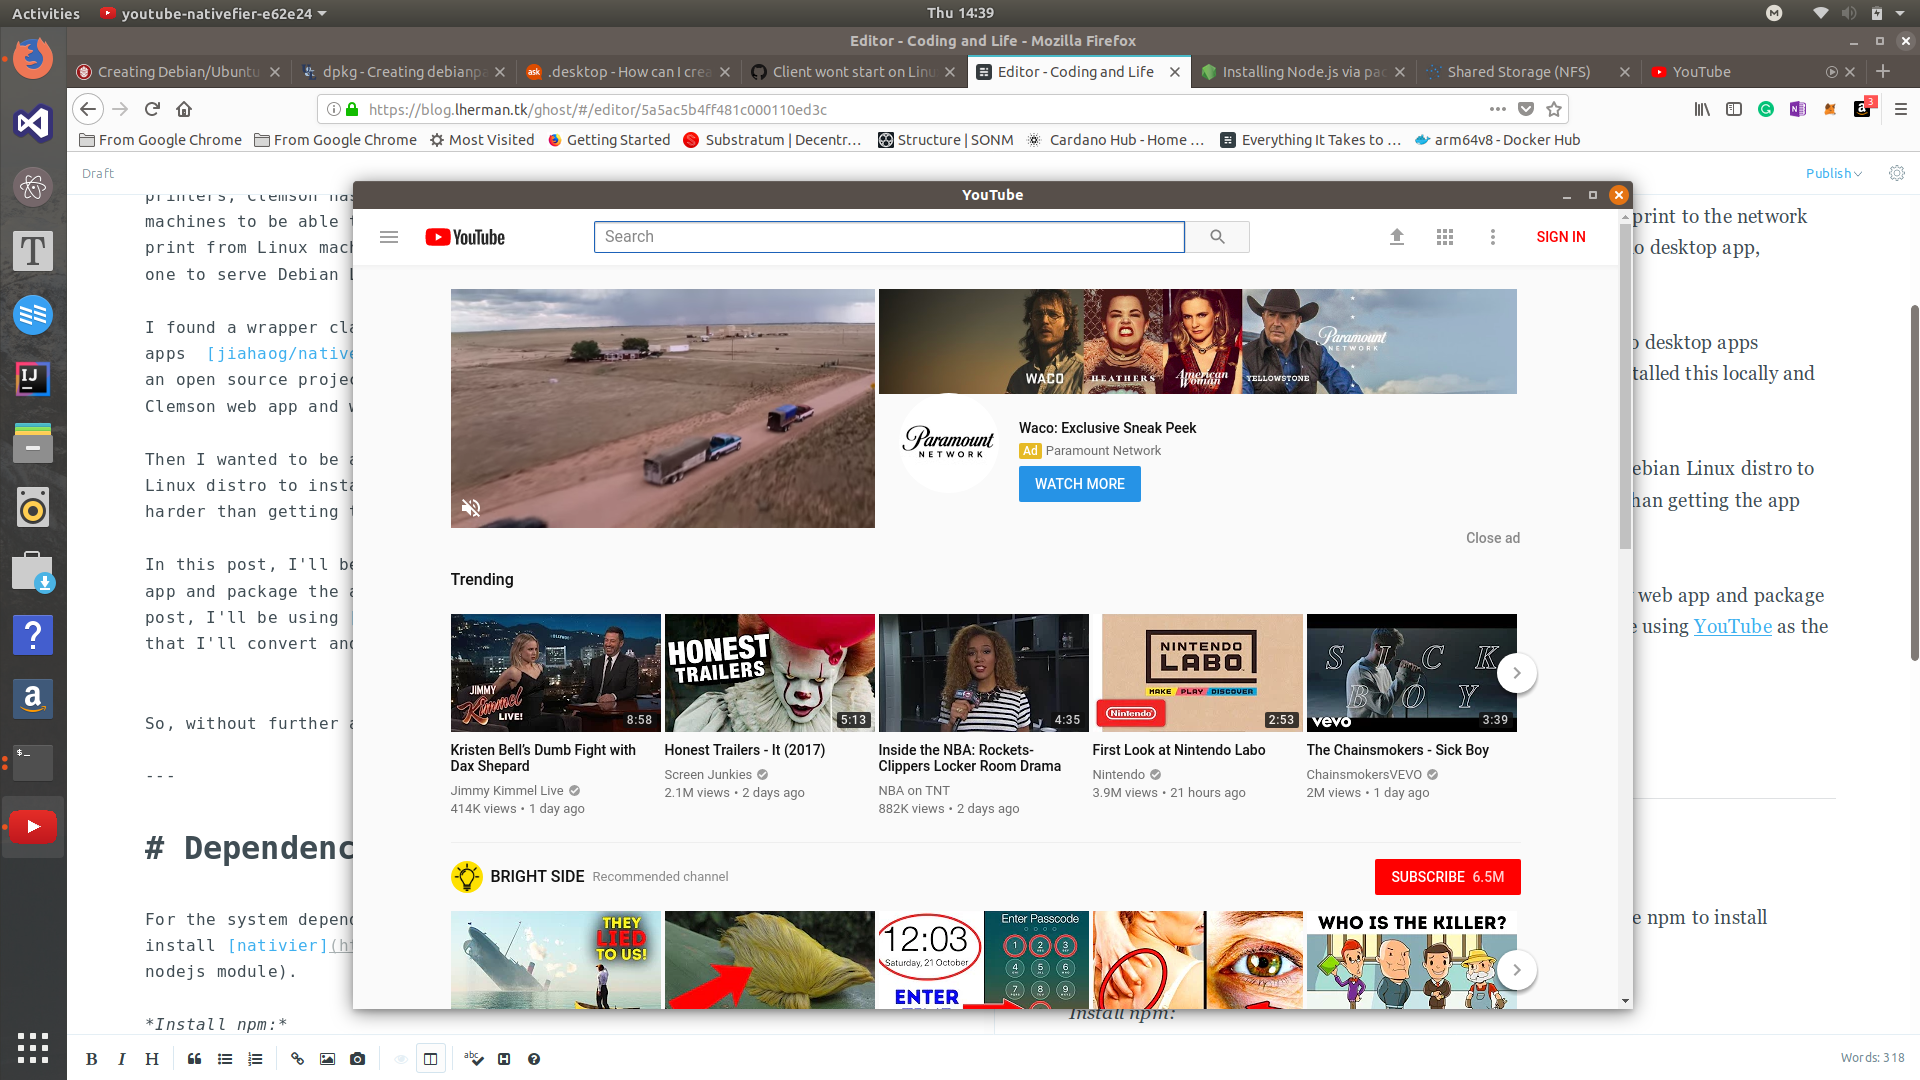 Activities
youtube-nativefier-e62e24
Thu 14:39
Editor - Coding and Life - Mozilla Firefox
Creating Debian/Ubuntu
dpkg - Creating debianpa
.desktop - How can I crea
Client wont start on Linu
Editor - Coding and Life
Installing Node.js via pac
Shared Storage (NFS)
YouTube
https://blog.lherman.tk/ghost/#/editor/5a5ac5b4ff481c000110ed3c
3
From Google Chrome
From Google Chrome
Most Visited
Getting Started
Substratum | Decentr...
Structure | SONM
Cardano Hub - Home ...
Everything It Takes to ...
arm64v8 - Docker Hub
Draft
Publish
printers, Clemson has
machines to be able t
print from Linux mach
one to serve Debian L
I found a wrapper cla
apps [jiahaog/native
an open source projec
Clemson web app and w
Then I wanted to be a
Linux distro to insta
harder than getting t
In this post, I'll be
app and package the a
post, I'll be using [
that I'll convert and
So, without further a
---
# Dependenc
For the system depend
install [nativier](ht
nodejs module).
*Install npm:*
YouTube
YouTube
Search
SIGN IN
WACO
HEATHERS
American Woman
YELLOWSTONE
Paramount
NETWORK
Paramount
NETWORK
Waco: Exclusive Sneak Peek
Ad Paramount Network
WATCH MORE
Close ad
Trending
JIMMY
Kimmel
LIVE!
8:58
HONEST
TRAILERS
5:13
4:35
NINTENDO
LABO
MAKE PLAY DISCOVER
Nintendo
2:53
SICK
BOY
vevo
3:39
Kristen Bell's Dumb Fight with
Dax Shepard
Jimmy Kimmel Live
414K views • 1 day ago
Honest Trailers - It (2017)
Screen Junkies
2.1M views • 2 days ago
Inside the NBA: Rockets-
Clippers Locker Room Drama
NBA on TNT
882K views • 2 days ago
First Look at Nintendo Labo
Nintendo
3.9M views • 21 hours ago
The Chainsmokers - Sick Boy
ChainsmokersVEVO
2M views • 1 day ago
BRIGHT SIDE
Recommended channel
SUBSCRIBE 6.5M
THEY
LIED
TO US!
12:03
Saturday, 21 October
ENTER
Enter Passcode
1 2 3
4 5 6
7 8 9
WHO IS THE KILLER?
print to the network
o desktop app,
o desktop apps
talled this locally and
ebian Linux distro to
han getting the app
web app and package
e using YouTube as the
e npm to install
Install npm:
B I H
abc
Words: 318